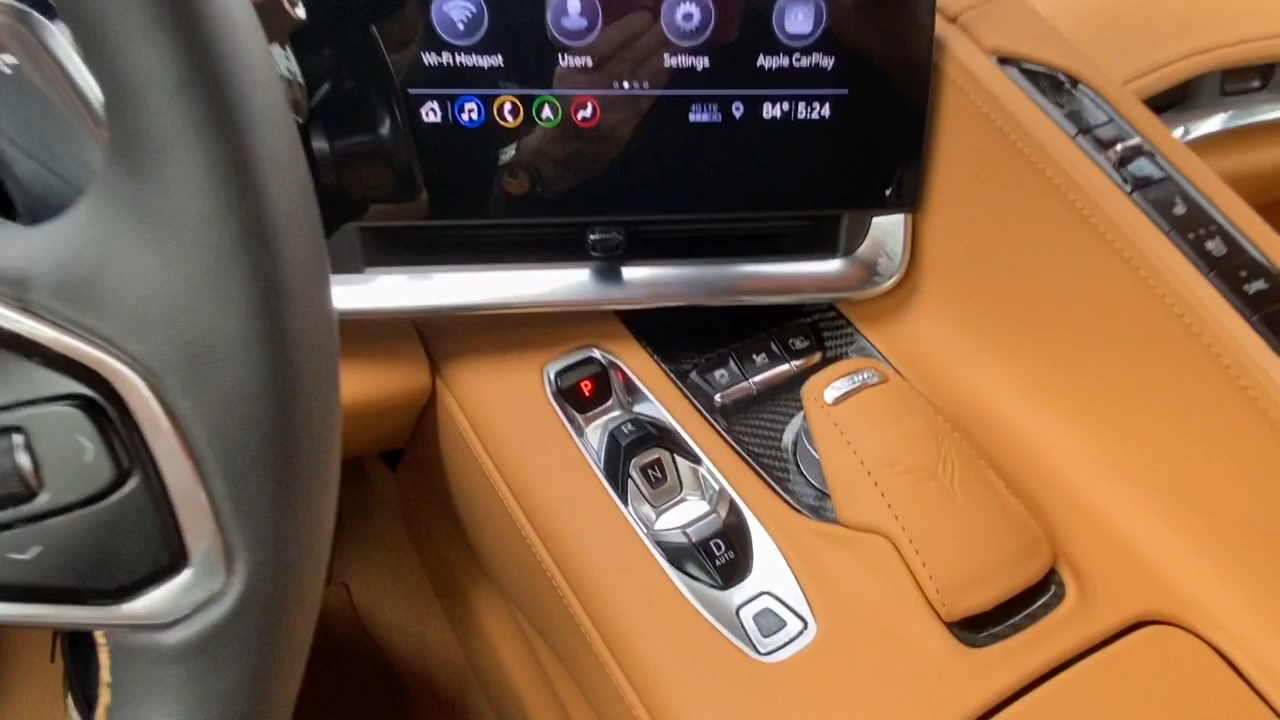 Wi-Fi Hotspot
Users
Settings
Apple CarPlay
4G LTE
84° 5:24
P
R
N
D
AUTO